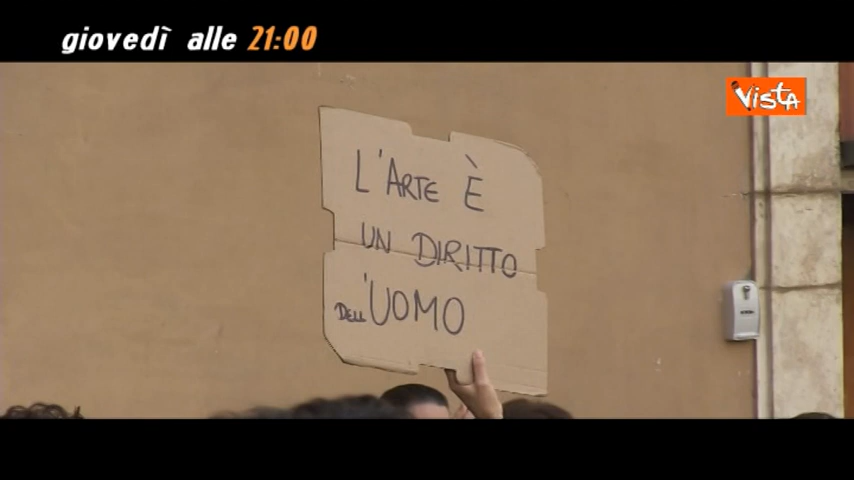 giovedì alle 21:00
VISTA
L'ARTE È
UN DIRITTO
DELL'UOMO